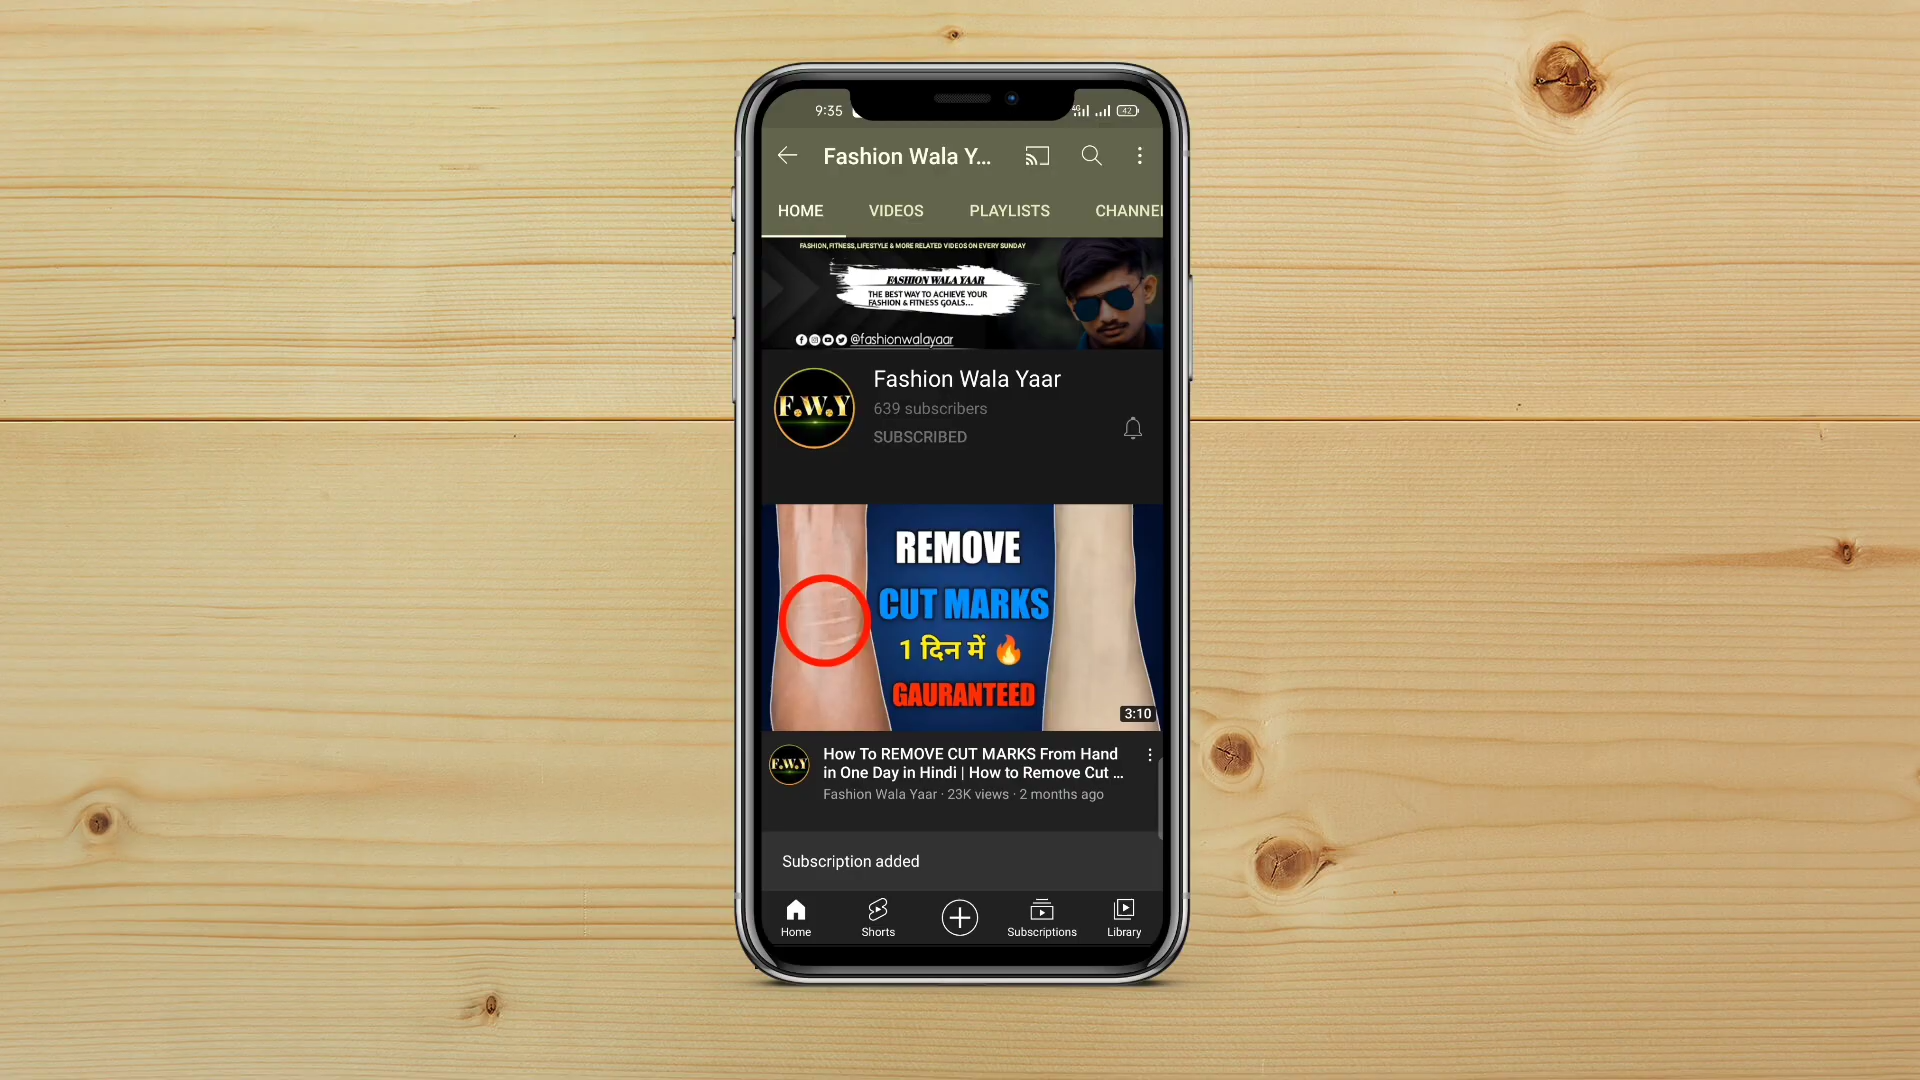 9:35
4G
42
Fashion Wala Y...
HOME VIDEOS PLAYLISTS CHANNEL
FASHION, FITNESS, LIFESTYLE & MORE RELATED VIDEOS ON EVERY SUNDAY
FASHION WALA YAAR
THE BEST WAY TO ACHIEVE YOUR
FASHION & FITNESS GOALS...
@fashionwalayaar
F.W.Y
Fashion Wala Yaar
639 subscribers
SUBSCRIBED
REMOVE
CUT MARKS
1 दिन में 🔥
GAURANTEED
3:10
F.W.Y
How To REMOVE CUT MARKS From Hand
in One Day in Hindi | How to Remove Cut ...
Fashion Wala Yaar · 23K views · 2 months ago
Subscription added
Home Shorts Subscriptions Library